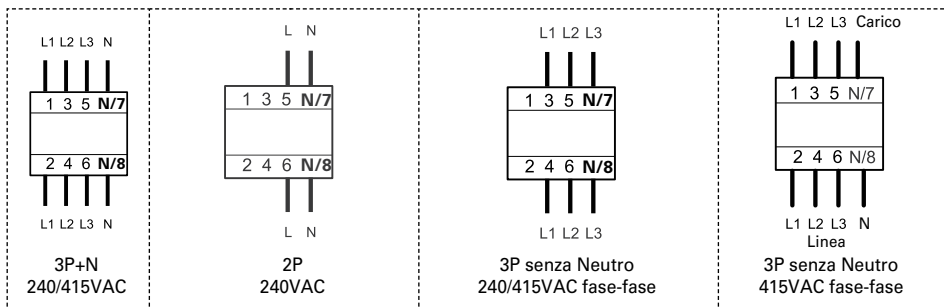 L1 L2 L3 N
1 3 5 N/7
2 4 6 N/8
L1 L2 L3 N
3P+N
240/415VAC
L N
1 3 5 N/7
2 4 6 N/8
L N
2P
240VAC
L1 L2 L3
1 3 5 N/7
2 4 6 N/8
L1 L2 L3
3P senza Neutro
240/415VAC fase-fase
L1 L2 L3 Carico
1 3 5 N/7
2 4 6 N/8
L1 L2 L3 N
Linea
3P senza Neutro
415VAC fase-fase